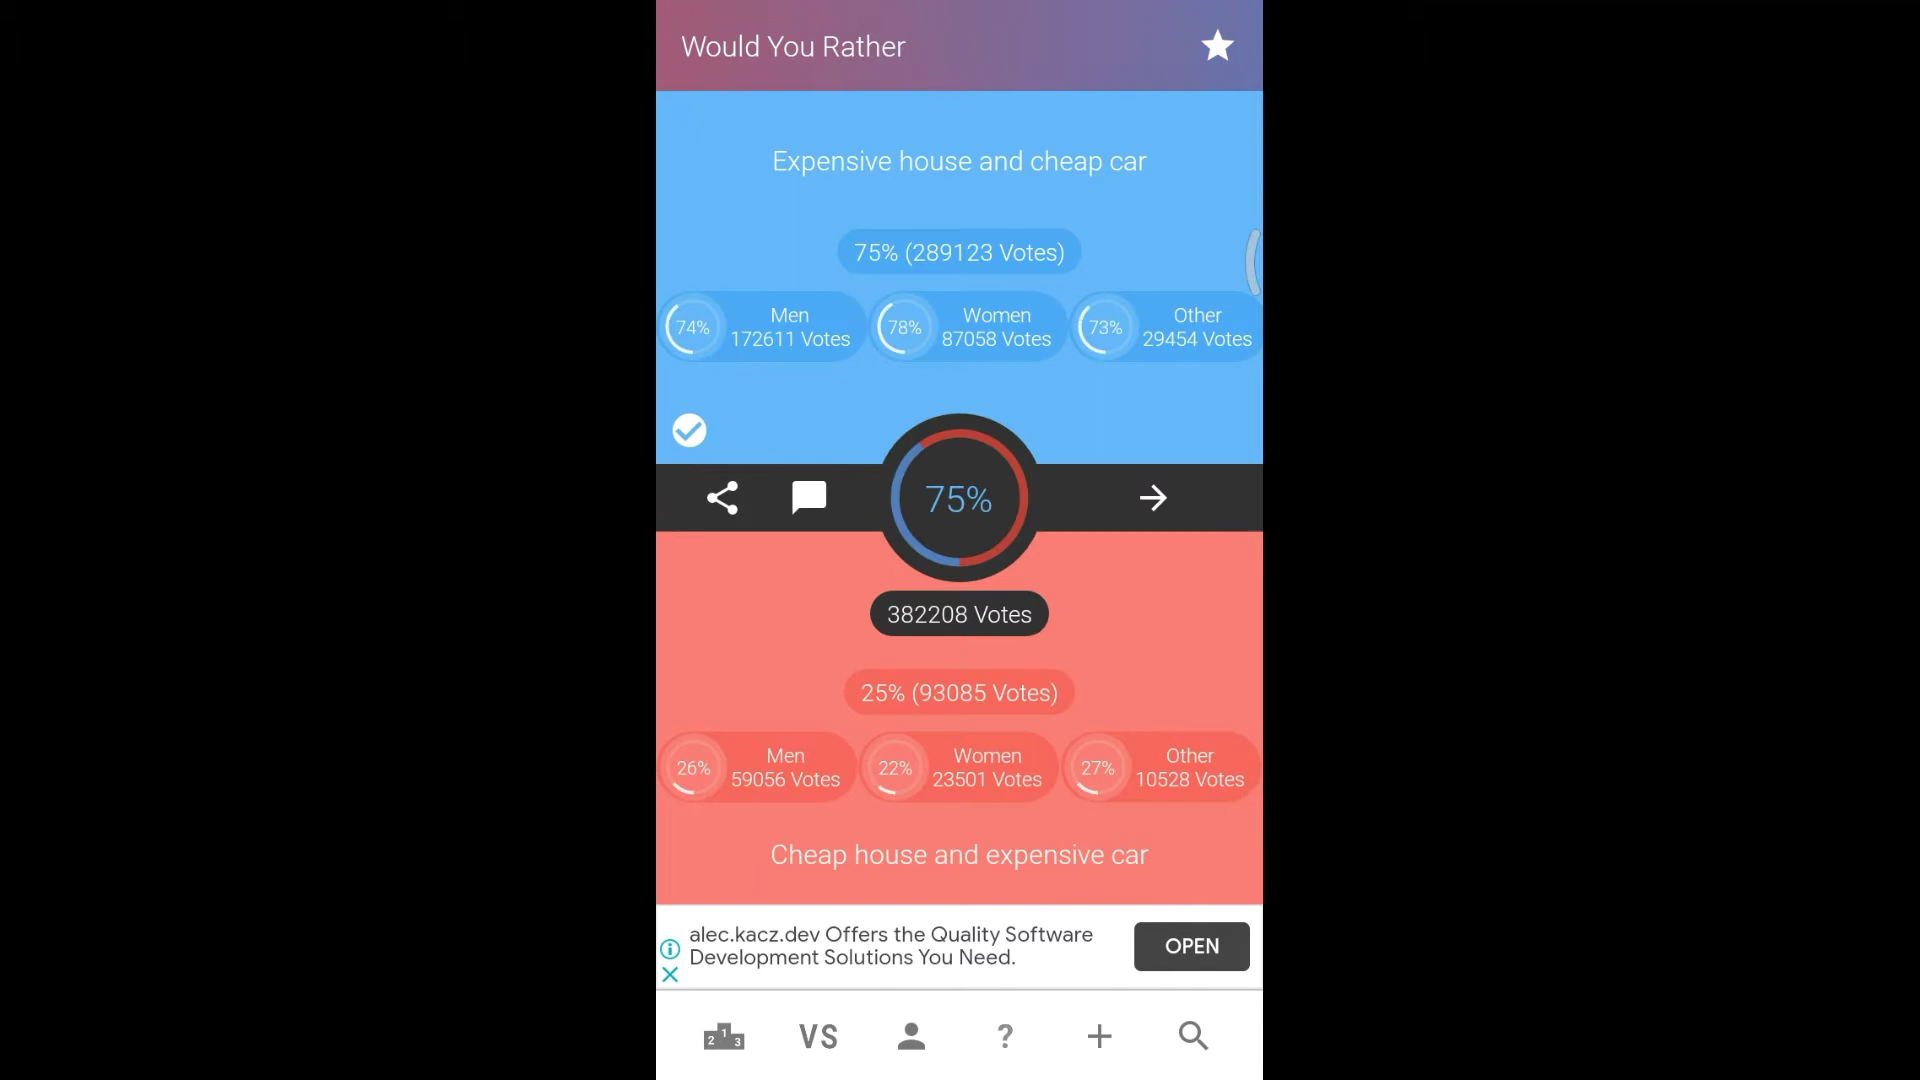 Would You Rather
Expensive house and cheap car
75% (289123 Votes)
74%
Men
172611 Votes
78%
Women
87058 Votes
73%
Other
29454 Votes
75%
382208 Votes
25% (93085 Votes)
26%
Men
59056 Votes
22%
Women
23501 Votes
27%
Other
10528 Votes
Cheap house and expensive car
alec.kacz.dev Offers the Quality Software
Development Solutions You Need.
OPEN
2 1 3
VS
?